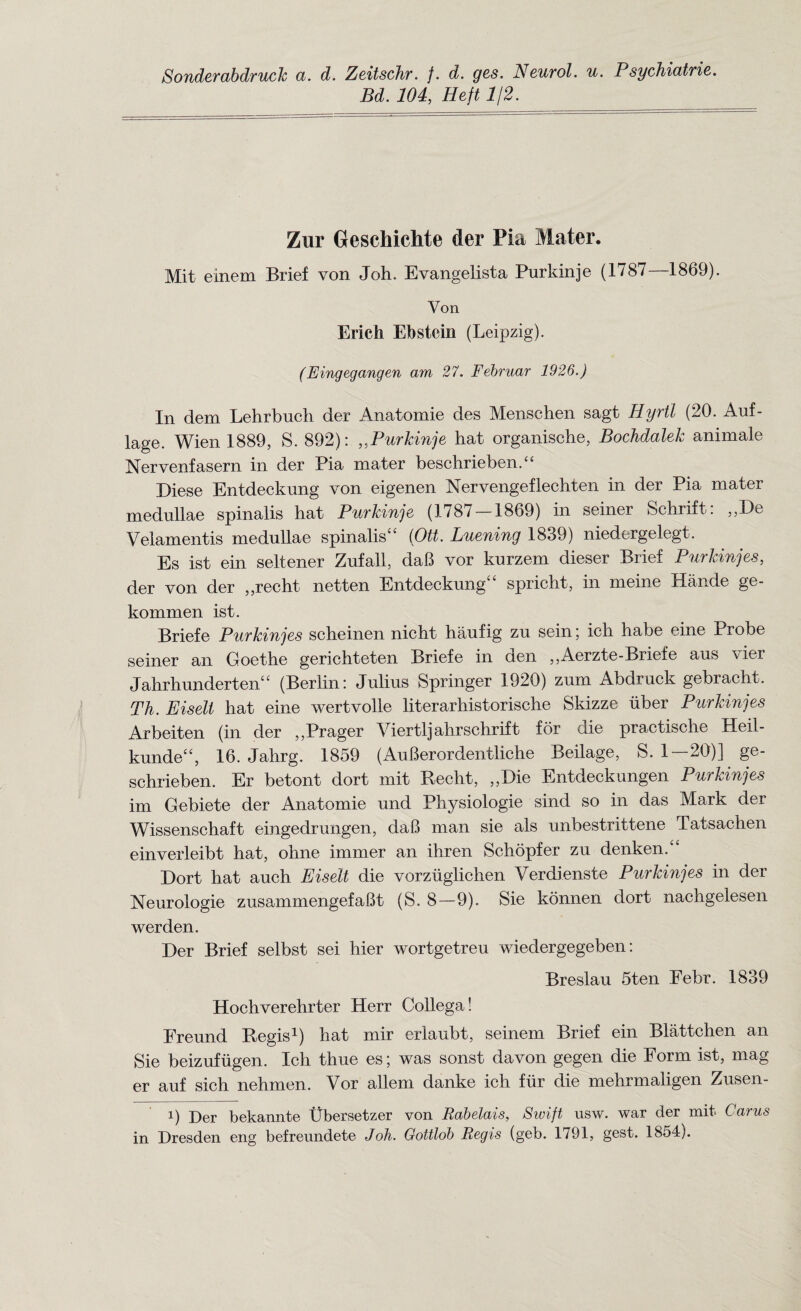 Sonderabdruck a. d. Zeitschr. f. d. ges. Neurol. u. Psychiatrie.
Bd. 104, Heft 1/2.
Zur Geschichte der Pia Mater.
Mit einem Brief von Joh. Evangelista Purkinje (1787—1869).
Von
Erich Ebstein (Leipzig).
(Eingegangen am 27. Februar 1926.)
In dem Lehrbuch der Anatomie des Menschen sagt Hyrtl (20. Auf-
lage. Wien 1889, S. 892): „Purkinje hat organische, Bochdalek animale
Nervenfasern in der Pia mater beschrieben.“
Diese Entdeckung von eigenen Nervengeflechten in der Pia mater
medullae spinalis hat Purkinje (1787—1869) in seiner Schrift: „De
Velamentis medullae spinalis“ (Ott. Luening 1839) niedergelegt.
Es ist ein seltener Zufall, daß vor kurzem dieser Brief Purkinjes,
der von der „recht netten Entdeckung“ spricht, in meine Hände ge-
kommen ist.
Briefe Purkinjes scheinen nicht häufig zu sein; ich habe eine Probe
seiner an Goethe gerichteten Briefe in den „Aerzte-Briefe aus vier
Jahrhunderten“ (Berlin: Julius Springer 1920) zum Abdruck gebracht.
Th. Eiselt hat eine wertvolle literarhistorische Skizze über Purkinjes
Arbeiten (in der „Prager Viertljahrschrift för die practische Heil-
kunde“, 16. Jahrg. 1859 (Außerordentliche Beilage, S. 1—20)] ge-
schrieben. Er betont dort mit Recht, „Die Entdeckungen Purkinjes
im Gebiete der Anatomie und Physiologie sind so in das Mark der
Wissenschaft eingedrungen, daß man sie als unbestrittene Tatsachen
einverleibt hat, ohne immer an ihren Schöpfer zu denken.“
Dort hat auch Eiselt die vorzüglichen Verdienste Purkinjes in der
Neurologie zusammengefaßt (S. 8—9). Sie können dort nachgelesen
werden.
Der Brief selbst sei hier wortgetreu wiedergegeben:
Breslau 5ten Febr. 1839
Hochverehrter Herr Collega!
Freund Regis¹) hat mir erlaubt, seinem Brief ein Blättchen an
Sie beizufügen. Ich thue es; was sonst davon gegen die Form ist, mag
er auf sich nehmen. Vor allem danke ich für die mehrmaligen Zusen-
¹) Der bekannte Übersetzer von Rabelais, Swift usw. war der mit Carus
in Dresden eng befreundete Joh. Gottlob Regis (geb. 1791, gest. 1854).